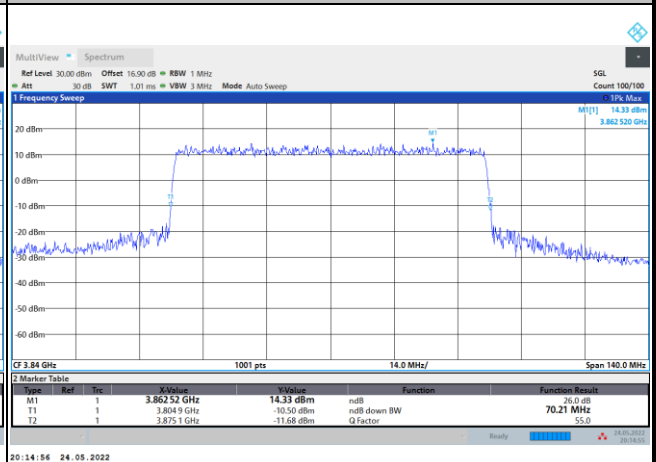 MultiView Spectrum
Ref Level 30.00 dBm Offset 16.90 dB RBW 1 MHz SGL
Att 30 dB SWT 1.01 ms VBW 3 MHz Mode Auto Sweep Count 100/100
1 Frequency Sweep 1Pk Max
M1[1] 14.33 dBm
3.862 520 GHz
20 dBm
M1
10 dBm
0 dBm
T1
T2
-10 dBm
-20 dBm
-30 dBm
-40 dBm
-50 dBm
-60 dBm
CF 3.84 GHz 1001 pts 14.0 MHz/ Span 140.0 MHz
2 Marker Table
Type Ref Trc X-Value Y-Value Function Function Result
M1 1 3.862 52 GHz 14.33 dBm ndB 26.0 dB
T1 1 3.804 9 GHz -10.50 dBm ndB down BW 70.21 MHz
T2 1 3.875 1 GHz -11.68 dBm Q Factor 55.0
Ready 24.05.2022
20:14:55
20:14:56 24.05.2022